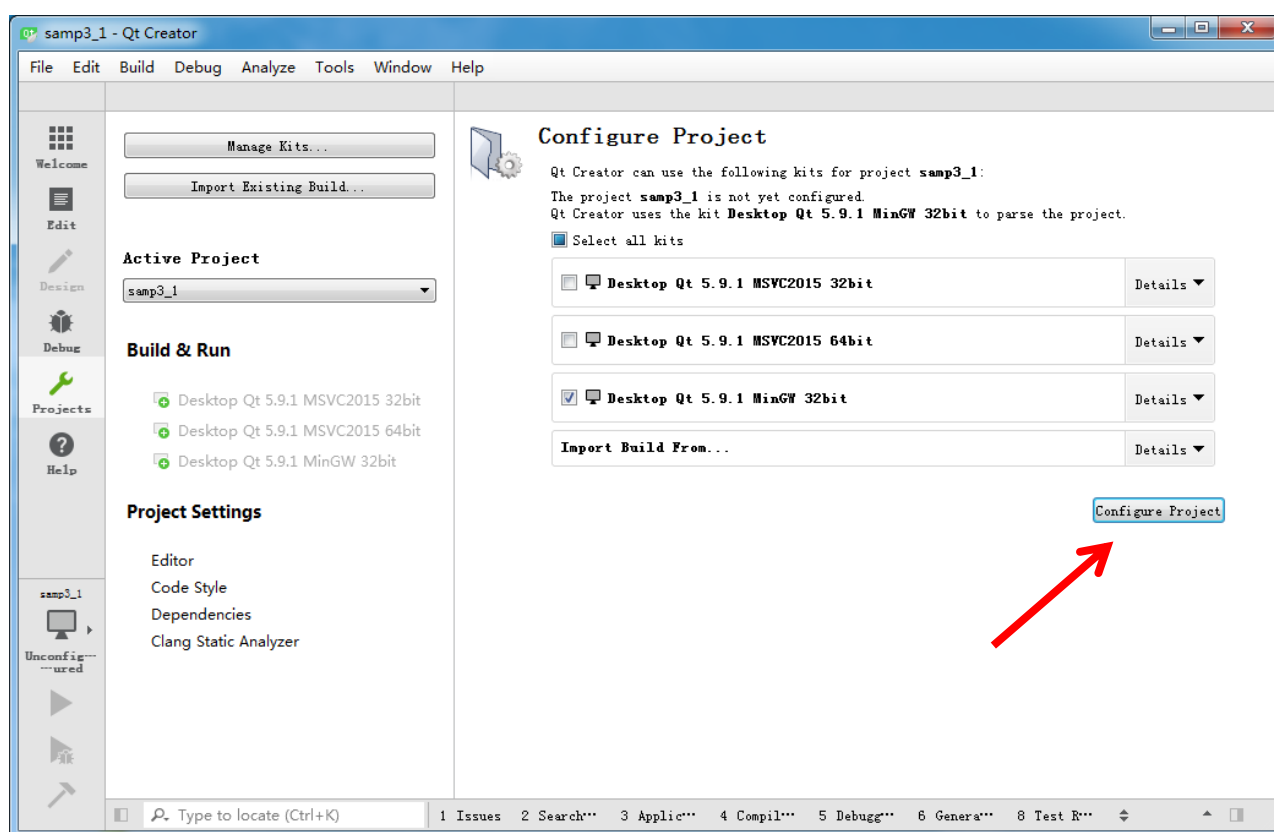 samp3_1 - Qt Creator
File Edit Build Debug Analyze Tools Window Help
Welcome
Edit
Design
Debug
Projects
Help
samp3_1
Unconfig···
···ured
Manage Kits...
Import Existing Build...
Active Project
samp3_1
Build & Run
Desktop Qt 5.9.1 MSVC2015 32bit
Desktop Qt 5.9.1 MSVC2015 64bit
Desktop Qt 5.9.1 MinGW 32bit
Project Settings
Editor
Code Style
Dependencies
Clang Static Analyzer
Configure Project
Qt Creator can use the following kits for project samp3_1:
The project samp3_1 is not yet configured.
Qt Creator uses the kit Desktop Qt 5.9.1 MinGW 32bit to parse the project.
Select all kits
Desktop Qt 5.9.1 MSVC2015 32bit Details
Desktop Qt 5.9.1 MSVC2015 64bit Details
Desktop Qt 5.9.1 MinGW 32bit Details
Import Build From... Details
Configure Project
Type to locate (Ctrl+K) 1 Issues 2 Search··· 3 Applic··· 4 Compil··· 5 Debugg··· 6 Genera··· 8 Test R···